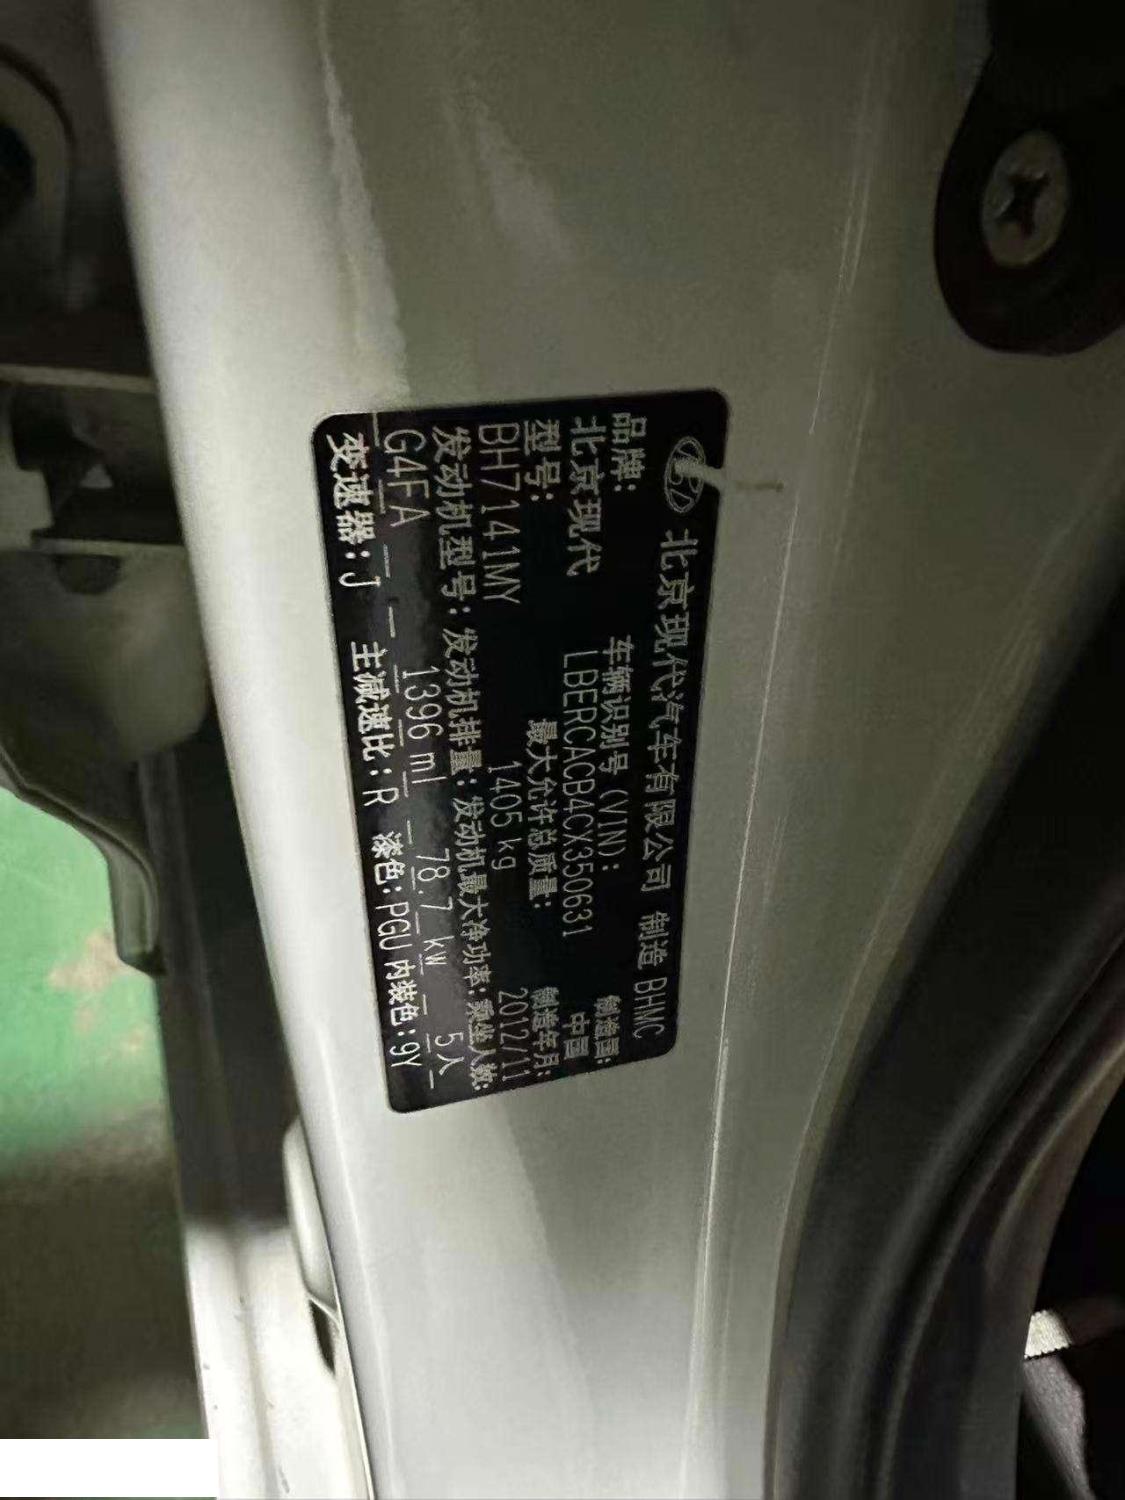 北京现代汽车有限公司 制造 BHMC
品牌: 车辆识别号(VIN): 制造国:
北京现代 LBERCACB4CX350631 中国
型号: 最大允许总质量: 制造年月:
BH7141MY 1405 kg 2012/11
发动机型号: 发动机排量: 发动机最大净功率: 乘坐人数:
G4FA 1396 ml 78.7 kW 5人
变速器: J 主减速比: R 漆色: PGU 内装色: 9Y